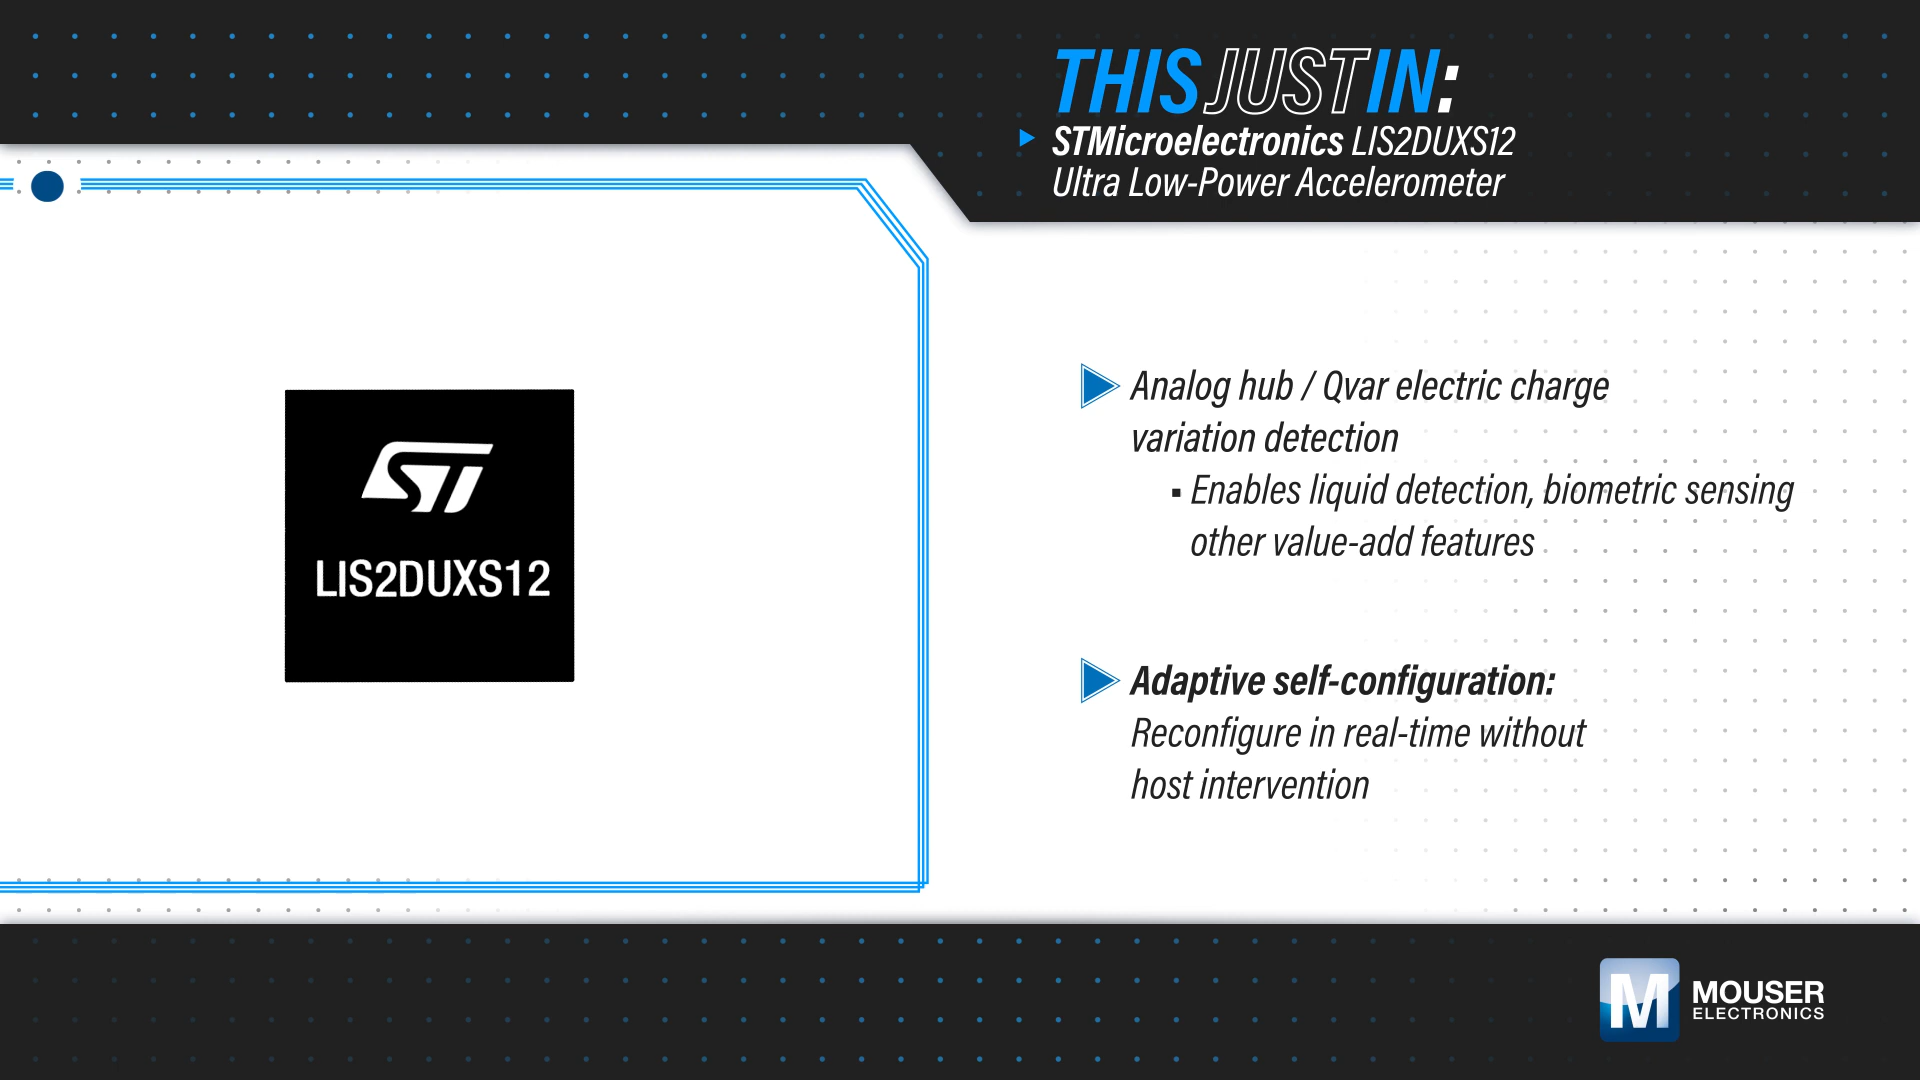 THIS JUST IN:
STMicroelectronics LIS2DUXS12
Ultra Low-Power Accelerometer
ST
LIS2DUXS12
Analog hub / Qvar electric charge
variation detection
▪ Enables liquid detection, biometric sensing
other value-add features
Adaptive self-configuration:
Reconfigure in real-time without
host intervention
M
MOUSER
ELECTRONICS